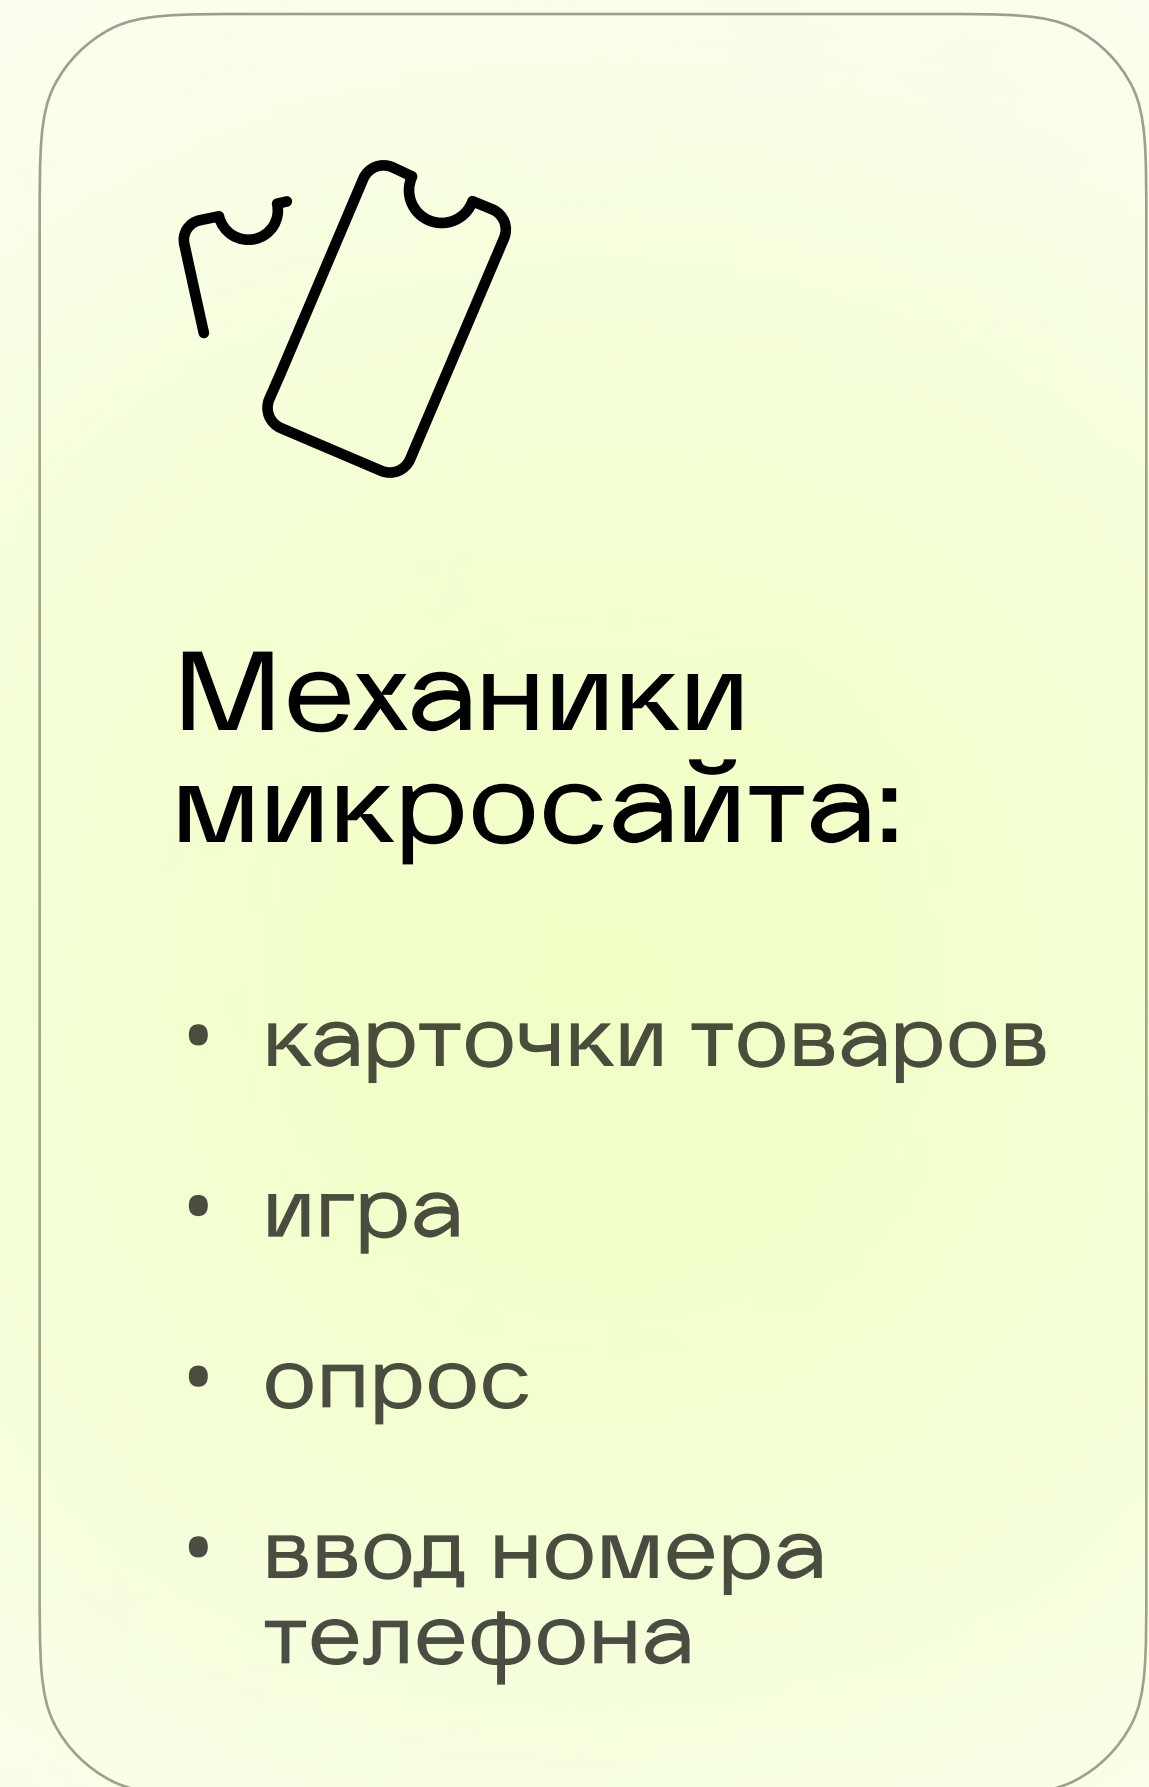 Механики
микросайта:
• карточки товаров
• игра
• опрос
• ввод номера
телефона